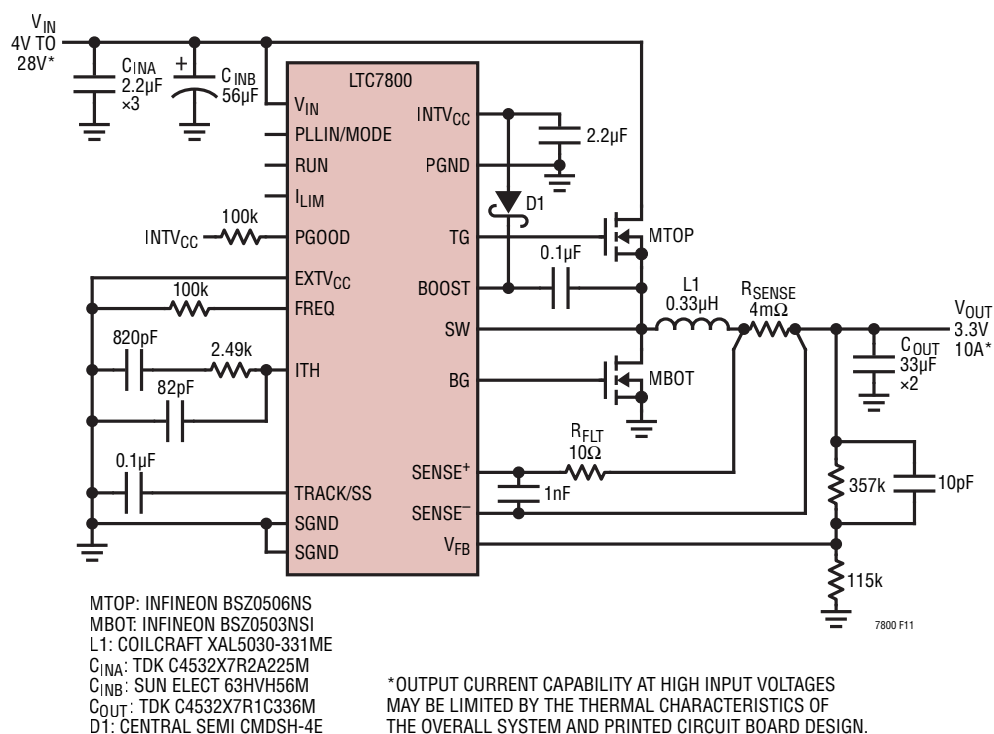 VIN
4V TO
28V*
CINA
2.2µF
×3
+
CINB
56µF
LTC7800
VIN
PLLIN/MODE
RUN
ILIM
PGOOD
EXTVCC
FREQ
ITH
TRACK/SS
SGND
SGND
INTVCC
PGND
TG
BOOST
SW
BG
SENSE+
SENSE–
VFB
INTVCC
100k
100k
820pF
2.49k
82pF
0.1µF
2.2µF
D1
0.1µF
MTOP
L1
0.33µH
RSENSE
4mΩ
VOUT
3.3V
10A*
COUT
33µF
×2
MBOT
RFLT
10Ω
1nF
357k
10pF
115k
7800 F11
MTOP: INFINEON BSZ0506NS
MBOT: INFINEON BSZ0503NSI
L1: COILCRAFT XAL5030-331ME
CINA: TDK C4532X7R2A225M
CINB: SUN ELECT 63HVH56M
COUT: TDK C4532X7R1C336M
D1: CENTRAL SEMI CMDSH-4E
*OUTPUT CURRENT CAPABILITY AT HIGH INPUT VOLTAGES
MAY BE LIMITED BY THE THERMAL CHARACTERISTICS OF
THE OVERALL SYSTEM AND PRINTED CIRCUIT BOARD DESIGN.